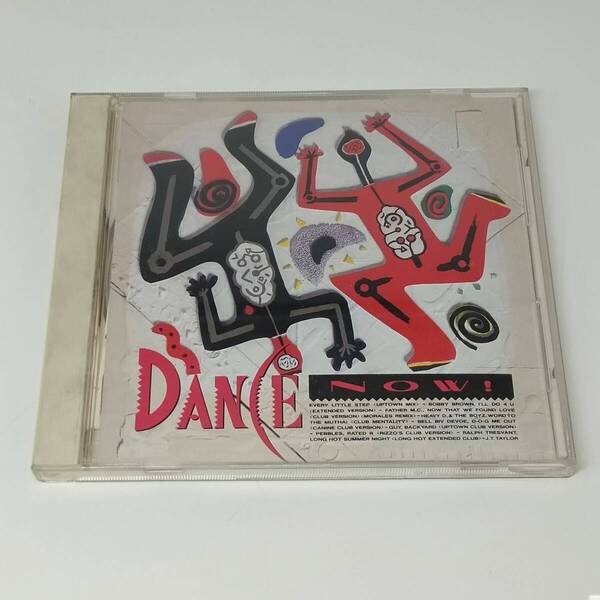 DANCE
NOW!
EVERY LITTLE STEP (UPTOWN MIX) • BOBBY BROWN, I'LL DO 4 U
(EXTENDED VERSION) • FATHER M.C., NOW THAT WE FOUND LOVE
(CLUB VERSION) (MORALES REMIX) • HEAVY D. & THE BOYZ, WORD TO
THE MUTHA! (CLUB MENTALITY) • BELL BIV DEVOE, D-O-G ME OUT
(CANINE CLUB VERSION) • GUY, BACKYARD (UPTOWN CLUB VERSION)
• PEBBLES, RATED R (RIZZO'S CLUB VERSION) • RALPH TRESVANT,
LONG HOT SUMMER NIGHT (LONG HOT EXTENDED CLUB) • J.T. TAYLOR